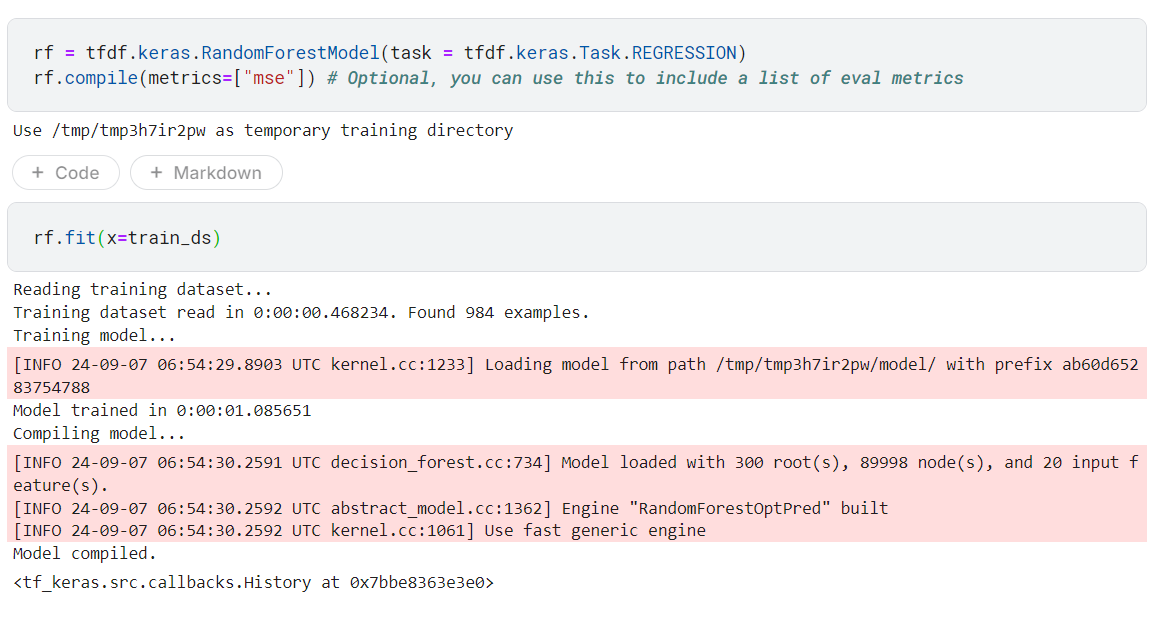 rf = tfdf.keras.RandomForestModel(task = tfdf.keras.Task.REGRESSION)
rf.compile(metrics=["mse"]) # Optional, you can use this to include a list of eval metrics
Use /tmp/tmp3h7ir2pw as temporary training directory
+ Code + Markdown
rf.fit(x=train_ds)
Reading training dataset...
Training dataset read in 0:00:00.468234. Found 984 examples.
Training model...
[INFO 24-09-07 06:54:29.8903 UTC kernel.cc:1233] Loading model from path /tmp/tmp3h7ir2pw/model/ with prefix ab60d652
83754788
Model trained in 0:00:01.085651
Compiling model...
[INFO 24-09-07 06:54:30.2591 UTC decision_forest.cc:734] Model loaded with 300 root(s), 89998 node(s), and 20 input f
eature(s).
[INFO 24-09-07 06:54:30.2592 UTC abstract_model.cc:1362] Engine "RandomForestOptPred" built
[INFO 24-09-07 06:54:30.2592 UTC kernel.cc:1061] Use fast generic engine
Model compiled.
<tf_keras.src.callbacks.History at 0x7bbe8363e3e0>